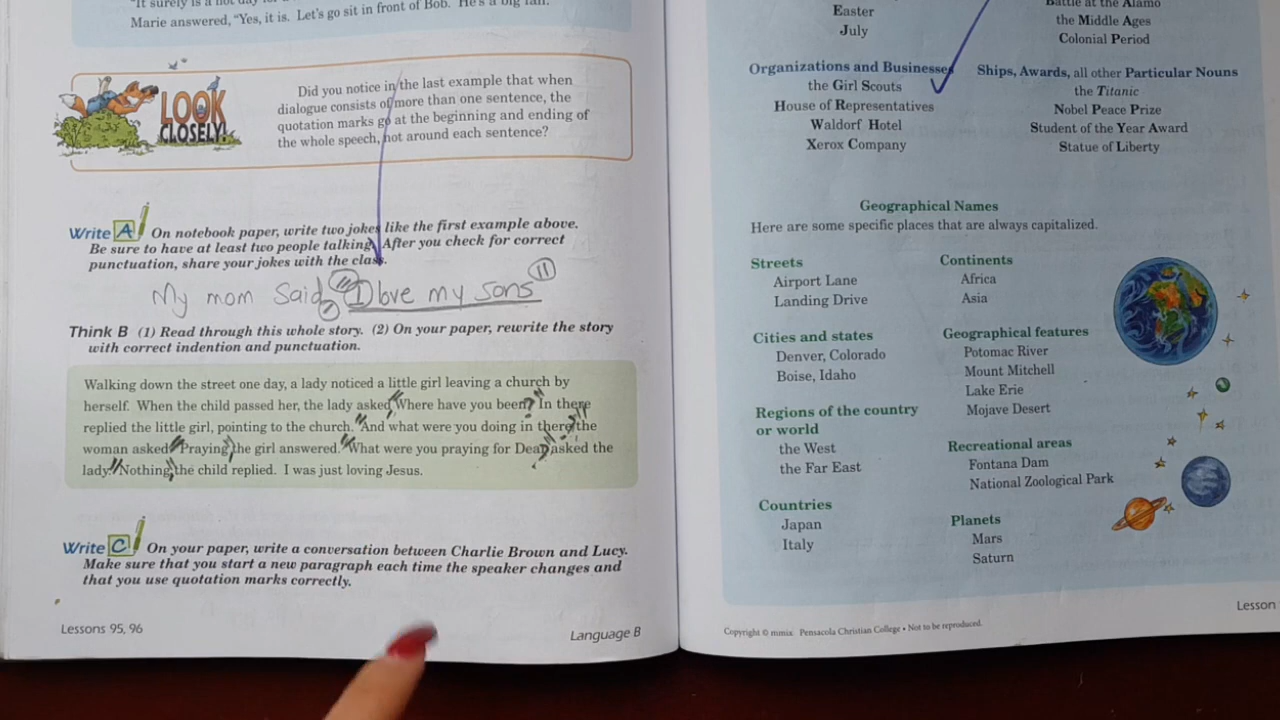 "It surely is a hot day for a
Marie answered, "Yes, it is. Let's go sit in front of Bob. He's a big fan."
LOOK
CLOSELY!
Did you notice in the last example that when
dialogue consists of more than one sentence, the
quotation marks go at the beginning and ending of
the whole speech, not around each sentence?
Write A On notebook paper, write two jokes like the first example above.
Be sure to have at least two people talking. After you check for correct
punctuation, share your jokes with the class.
My mom Said, "I love my sons"
Think B (1) Read through this whole story. (2) On your paper, rewrite the story
with correct indention and punctuation.
Walking down the street one day, a lady noticed a little girl leaving a church by
herself. When the child passed her, the lady asked "Where have you been?" In there
replied the little girl, pointing to the church. "And what were you doing in there?" the
woman asked "Praying, the girl answered. "What were you praying for Dear, asked the
lady. "Nothing, the child replied. I was just loving Jesus.
Write C On your paper, write a conversation between Charlie Brown and Lucy.
Make sure that you start a new paragraph each time the speaker changes and
that you use quotation marks correctly.
Lessons 95, 96
Language B
Easter
July
Battle at the Alamo
the Middle Ages
Colonial Period
Organizations and Businesses
the Girl Scouts
House of Representatives
Waldorf Hotel
Xerox Company
Ships, Awards, all other Particular Nouns
the Titanic
Nobel Peace Prize
Student of the Year Award
Statue of Liberty
Geographical Names
Here are some specific places that are always capitalized.
Streets
Airport Lane
Landing Drive
Cities and states
Denver, Colorado
Boise, Idaho
Regions of the country
or world
the West
the Far East
Countries
Japan
Italy
Continents
Africa
Asia
Geographical features
Potomac River
Mount Mitchell
Lake Erie
Mojave Desert
Recreational areas
Fontana Dam
National Zoological Park
Planets
Mars
Saturn
Lesson
Copyright © mmix Pensacola Christian College • Not to be reproduced.